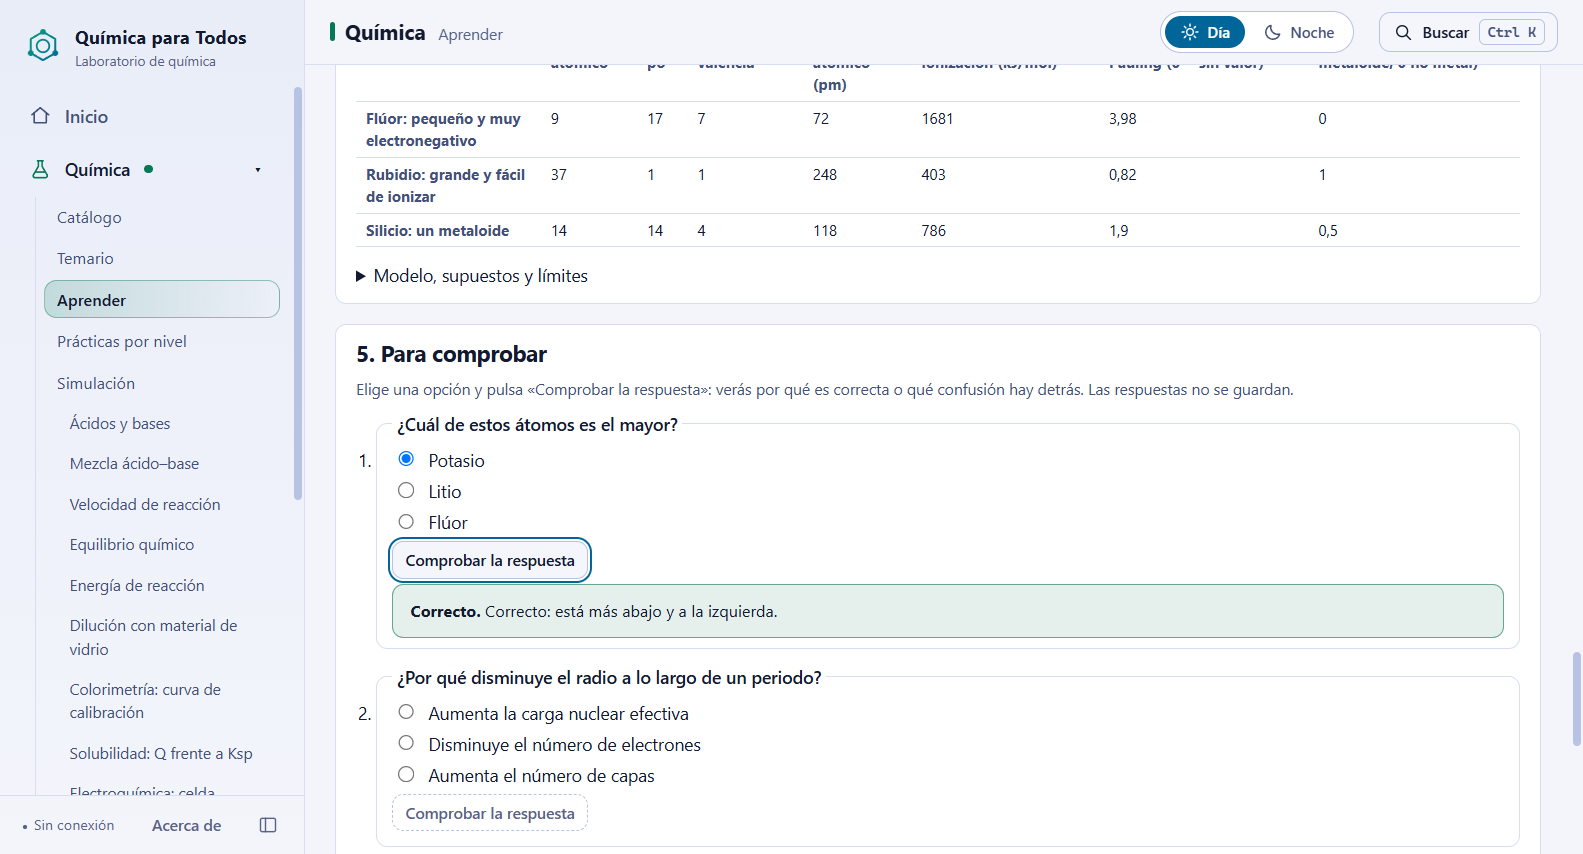 Química para Todos
Laboratorio de química
Inicio
Química
Catálogo
Temario
Aprender
Prácticas por nivel
Simulación
Ácidos y bases
Mezcla ácido–base
Velocidad de reacción
Equilibrio químico
Energía de reacción
Dilución con material de
vidrio
Colorimetría: curva de
calibración
Solubilidad: Q frente a Ksp
Electroquímica: celda
Sin conexión
Acerca de
Química Aprender
Día
Noche
Buscar Ctrl K
(pm)
Flúor: pequeño y muy
electronegativo
9 17 7 72 1681 3,98 0
Rubidio: grande y fácil
de ionizar
37 1 1 248 403 0,82 1
Silicio: un metaloide 14 14 4 118 786 1,9 0,5
Modelo, supuestos y límites
5. Para comprobar
Elige una opción y pulsa «Comprobar la respuesta»: verás por qué es correcta o qué confusión hay detrás. Las respuestas no se guardan.
¿Cuál de estos átomos es el mayor?
1.
Potasio
Litio
Flúor
Comprobar la respuesta
Correcto. Correcto: está más abajo y a la izquierda.
¿Por qué disminuye el radio a lo largo de un periodo?
2.
Aumenta la carga nuclear efectiva
Disminuye el número de electrones
Aumenta el número de capas
Comprobar la respuesta